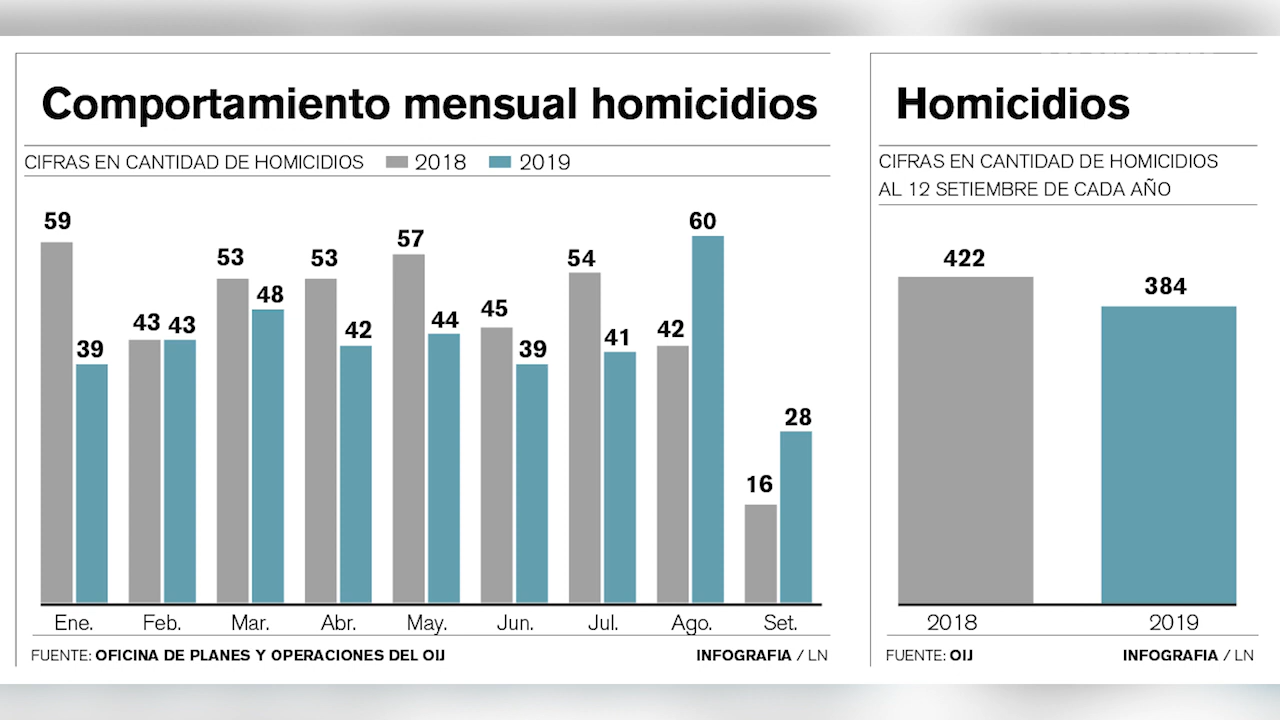 Comportamiento mensual homicidios
CIFRAS EN CANTIDAD DE HOMICIDIOS 2018 2019
59 39 43 43 53 48 53 42 57 44 45 39 54 41 42 60 16 28
Ene. Feb. Mar. Abr. May. Jun. Jul. Ago. Set.
FUENTE: OFICINA DE PLANES Y OPERACIONES DEL OIJ INFOGRAFIA / LN
Homicidios
CIFRAS EN CANTIDAD DE HOMICIDIOS
AL 12 SETIEMBRE DE CADA AÑO
422 384
2018 2019
FUENTE: OIJ INFOGRAFIA / LN